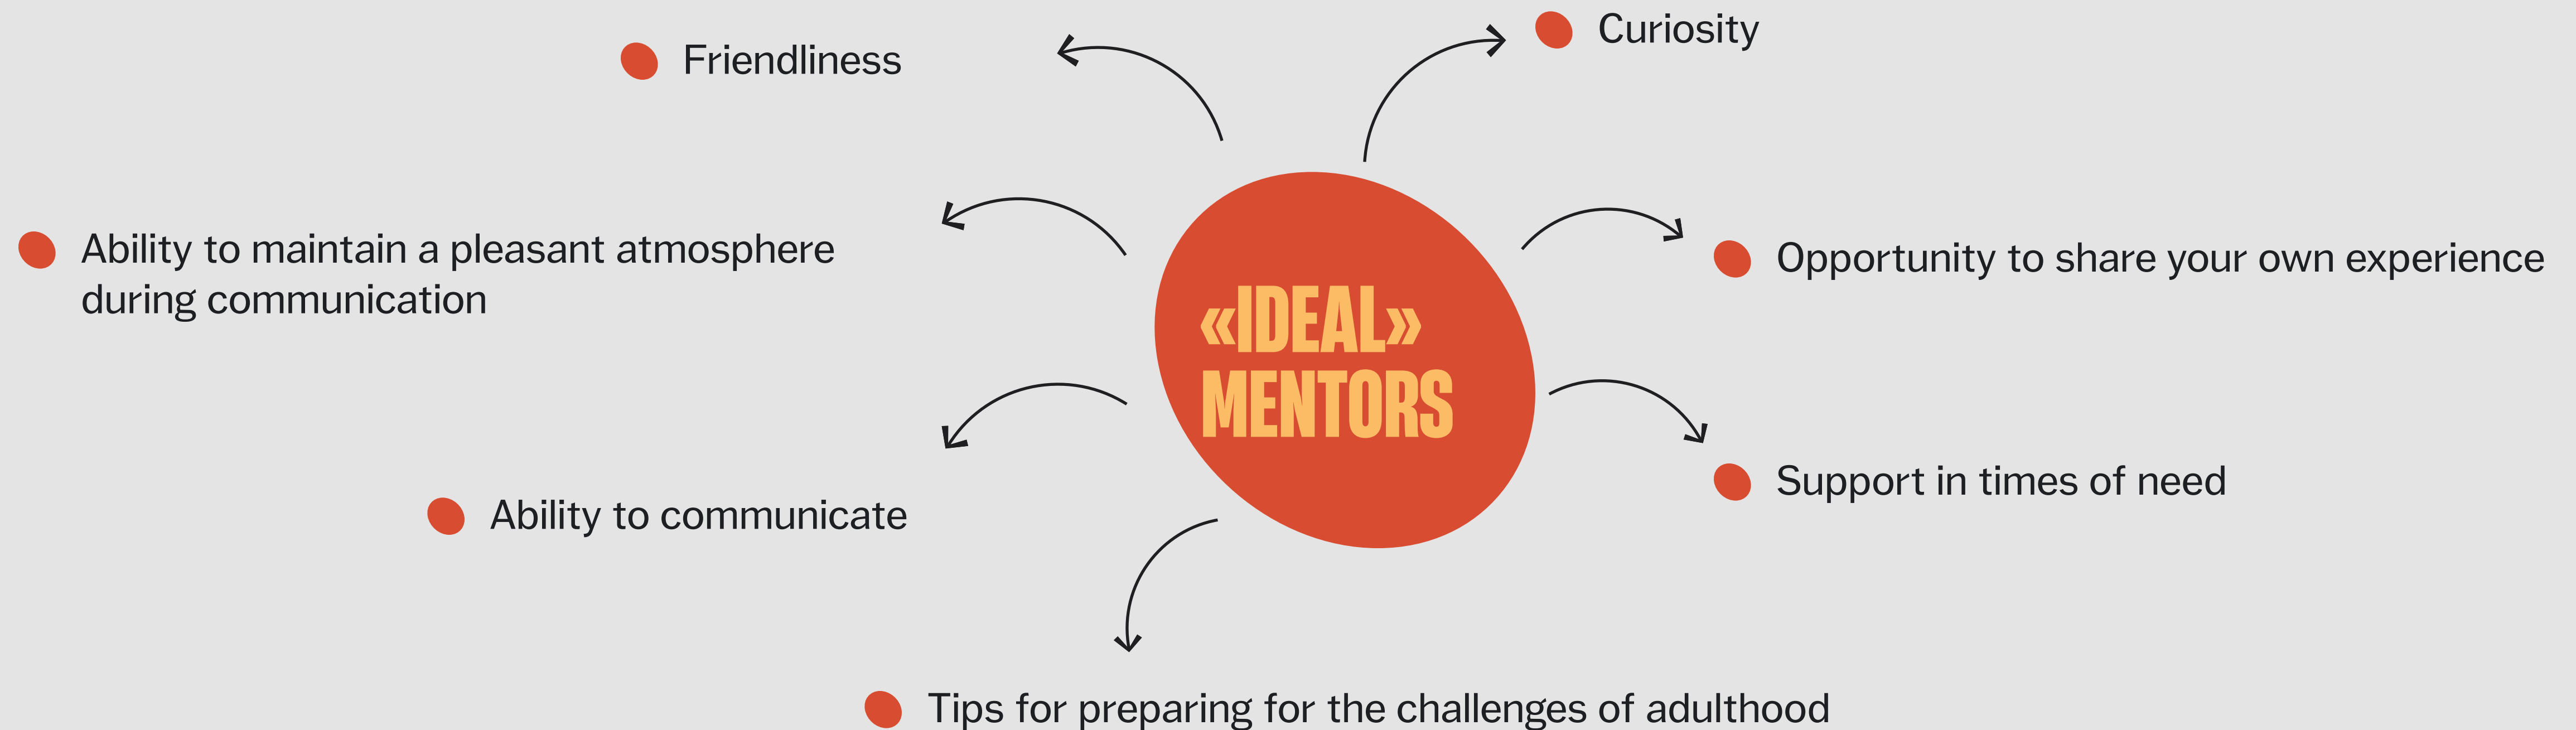 Curiosity
Friendliness
Ability to maintain a pleasant atmosphere
during communication
Opportunity to share your own experience
«IDEAL»
MENTORS
Support in times of need
Ability to communicate
Tips for preparing for the challenges of adulthood